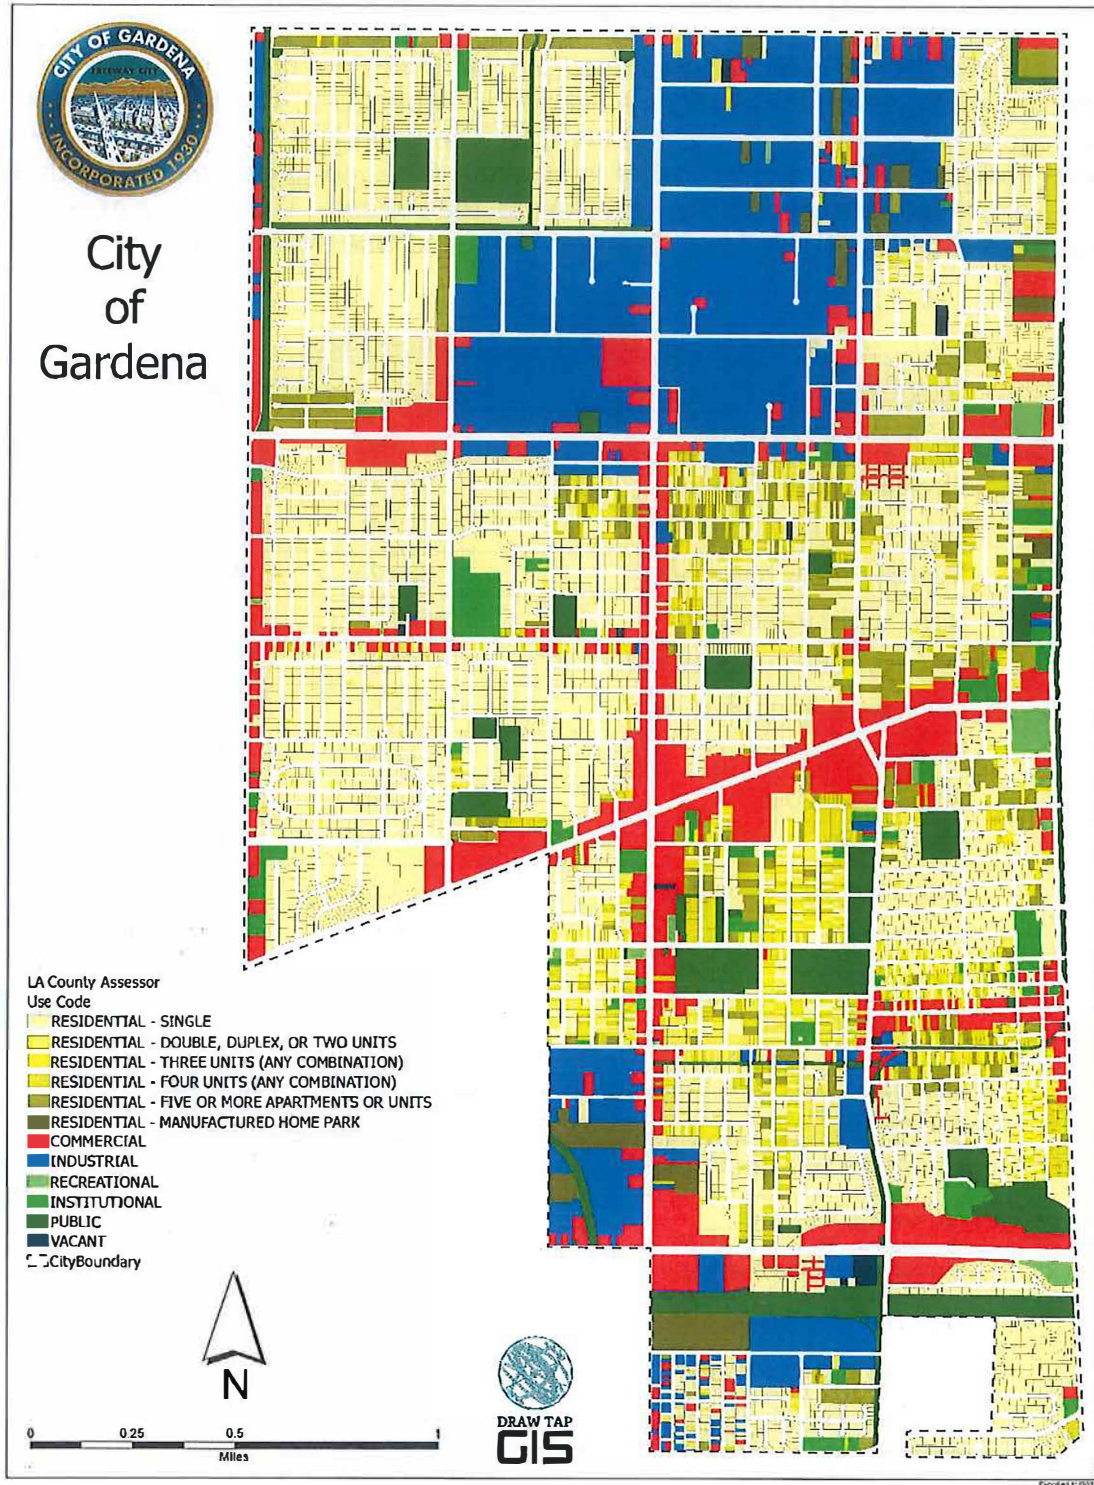 CITY OF GARDENA
FREEWAY CITY
INCORPORATED 1930
City
of
Gardena
LA County Assessor
Use Code
RESIDENTIAL - SINGLE
RESIDENTIAL - DOUBLE, DUPLEX, OR TWO UNITS
RESIDENTIAL - THREE UNITS (ANY COMBINATION)
RESIDENTIAL - FOUR UNITS (ANY COMBINATION)
RESIDENTIAL - FIVE OR MORE APARTMENTS OR UNITS
RESIDENTIAL - MANUFACTURED HOME PARK
COMMERCIAL
INDUSTRIAL
RECREATIONAL
INSTITUTIONAL
PUBLIC
VACANT
CityBoundary
N
0 0.25 0.5 1
Miles
DRAW TAP
GIS